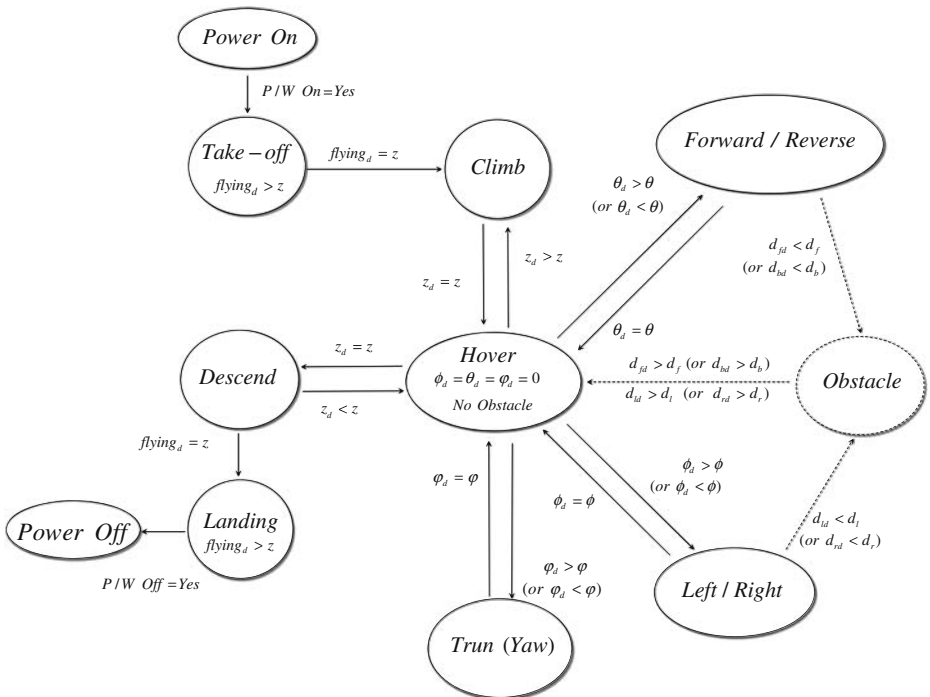 Power On
P/W On=Yes
Take-off
flying_d > z
flying_d = z
Climb
Forward / Reverse
θ_d > θ
(or θ_d < θ)
z_d > z
z_d = z
d_fd < d_f
(or d_bd < d_b)
θ_d = θ
Hover
ϕ_d = θ_d = φ_d = 0
No Obstacle
z_d = z
Descend
z_d < z
d_fd > d_f (or d_bd > d_b)
d_ld > d_l (or d_rd > d_r)
Obstacle
flying_d = z
φ_d = φ
ϕ_d > ϕ
(or ϕ_d < ϕ)
ϕ_d = ϕ
Landing
flying_d > z
Power Off
P/W Off=Yes
d_ld < d_l
(or d_rd < d_r)
φ_d > φ
(or φ_d < φ)
Left / Right
Trun (Yaw)